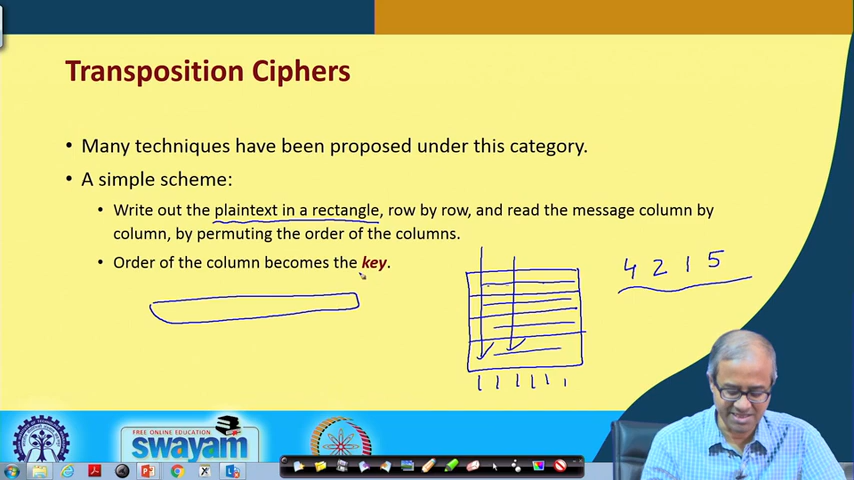 Transposition Ciphers
• Many techniques have been proposed under this category.
• A simple scheme:
• Write out the plaintext in a rectangle, row by row, and read the message column by
column, by permuting the order of the columns.
• Order of the column becomes the key.
4 2 1 5
FREE ONLINE EDUCATION
swayam